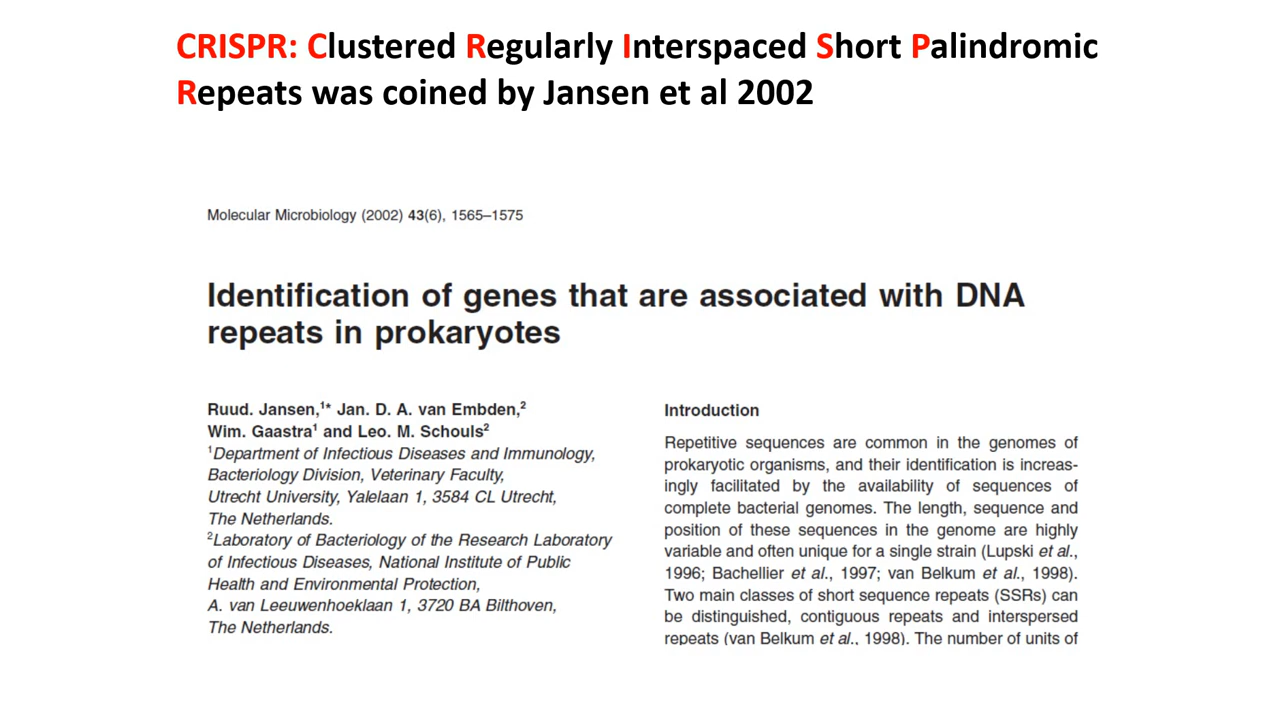 CRISPR: Clustered Regularly Interspaced Short Palindromic
Repeats was coined by Jansen et al 2002
Molecular Microbiology (2002) 43(6), 1565–1575
Identification of genes that are associated with DNA
repeats in prokaryotes
Ruud. Jansen,¹* Jan. D. A. van Embden,²
Wim. Gaastra¹ and Leo. M. Schouls²
¹Department of Infectious Diseases and Immunology,
Bacteriology Division, Veterinary Faculty,
Utrecht University, Yalelaan 1, 3584 CL Utrecht,
The Netherlands.
²Laboratory of Bacteriology of the Research Laboratory
of Infectious Diseases, National Institute of Public
Health and Environmental Protection,
A. van Leeuwenhoeklaan 1, 3720 BA Bilthoven,
The Netherlands.
Introduction
Repetitive sequences are common in the genomes of
prokaryotic organisms, and their identification is increas-
ingly facilitated by the availability of sequences of
complete bacterial genomes. The length, sequence and
position of these sequences in the genome are highly
variable and often unique for a single strain (Lupski et al.,
1996; Bachellier et al., 1997; van Belkum et al., 1998).
Two main classes of short sequence repeats (SSRs) can
be distinguished, contiguous repeats and interspersed
repeats (van Belkum et al., 1998). The number of units of